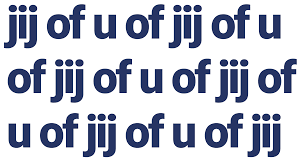 jij of u of jij of u
of jij of u of jij of
u of jij of u of jij